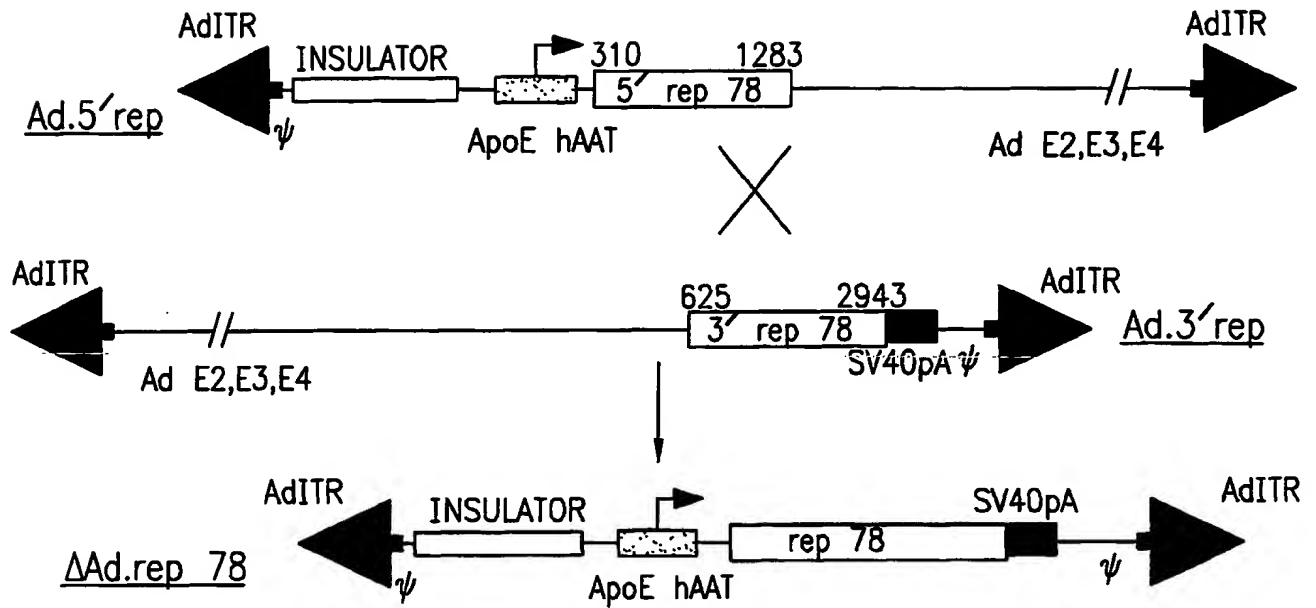 AdITR
INSULATOR
310 1283
AdITR
5′ rep 78
Ad.5′rep
ψ
ApoE hAAT
Ad E2,E3,E4
AdITR
625 2943
AdITR
3′ rep 78
Ad.3′rep
Ad E2,E3,E4
SV40pA ψ
AdITR
INSULATOR
SV40pA
AdITR
rep 78
ΔAd.rep 78
ψ
ApoE hAAT
ψ